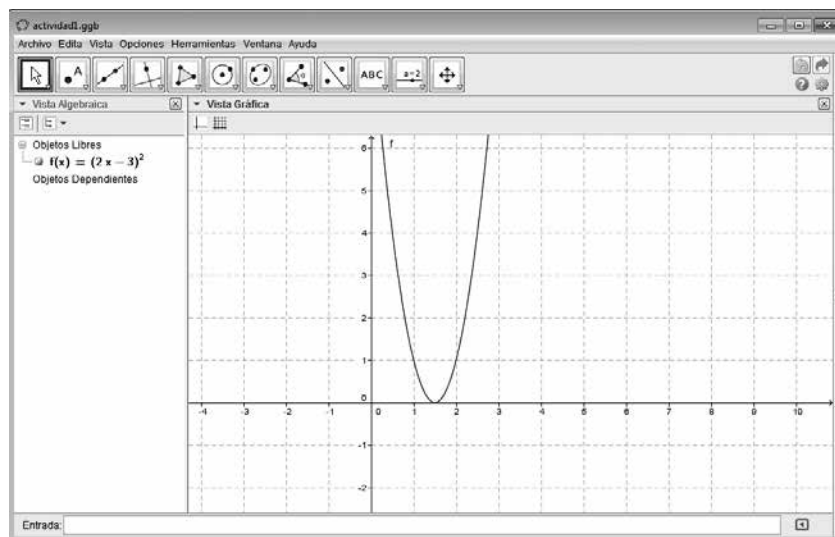 actividad1.ggb
Archivo Edita Vista Opciones Herramientas Ventana Ayuda
A
α
ABC
a=2
Vista Algebraica
Vista Gráfica
Objetos Libres
f(x) = (2 x − 3)²
Objetos Dependientes
f
6
5
4
3
2
1
0
-1
-2
-4 -3 -2 -1 0 1 2 3 4 5 6 7 8 9 10
Entrada: